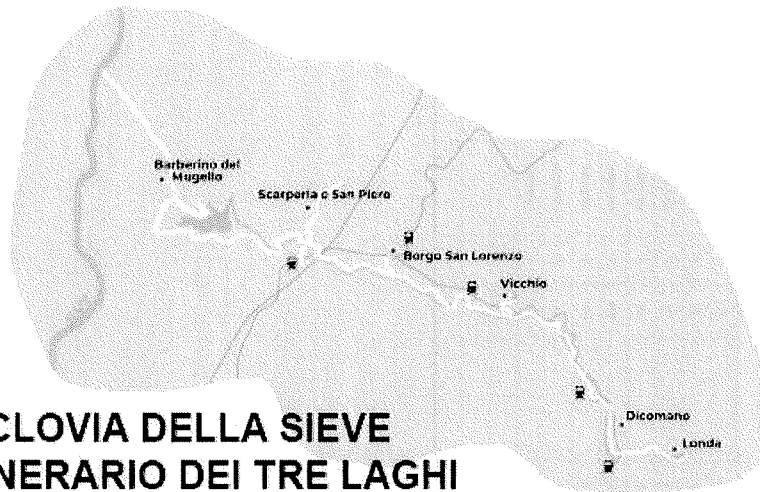 Barberino del
Mugello
Scarperia e San Piero
Borgo San Lorenzo
Vicchio
Dicomano
Londa
CLOVIA DELLA SIEVE
NERARIO DEI TRE LAGHI